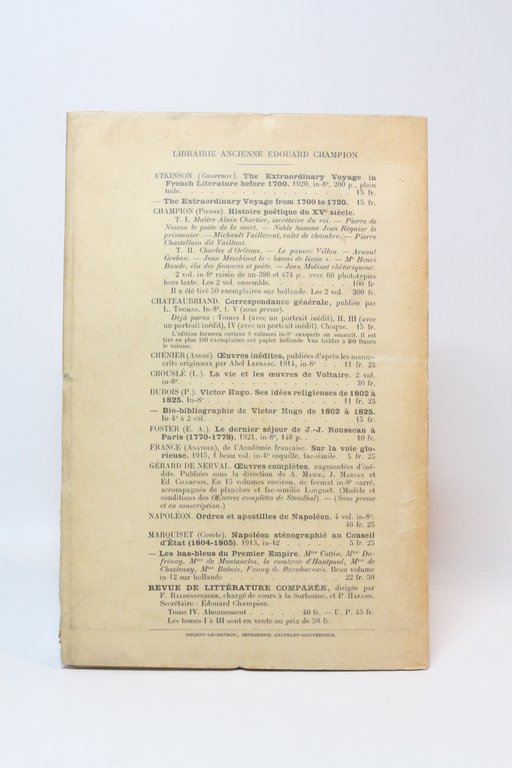 LIBRAIRIE ANCIENNE EDOUARD CHAMPION
ATKINSON (Geoffroy). The Extraordinary Voyage in
French Literature before 1700. 1920, in-8°, 200 p., plein
toile. . . . . . . . . . . . . . . 15 fr.
— The Extraordinary Voyage from 1700 to 1720. 15 fr.
CHAMPION (Pierre). Histoire poétique du XVe siècle.
T. I. Maître Alain Chartier, secrétaire du roi. — Pierre de
Nesson le poète de la mort. — Noble homme Jean Régnier le
prisonnier. — Michault Taillevent, valet de chambre. — Pierre
Chastellain dit Vaillant.
T. II. Charles d'Orléans. — Le pauvre Villon. — Arnoul
Greban. — Jean Meschinot le « banni de liesse ». — Me Henri
Baude, élu des finances et poète. — Jean Molinet rhétoriqueur.
2 vol. in-8° raisin de xu-396 et 474 p., avec 60 phototypies
hors texte. Les 2 vol. ensemble. . . . . . 100 fr.
Il a été tiré 50 exemplaires sur hollande. Les 2 vol. 300 fr.
CHATEAUBRIAND. Correspondance générale, publiée par
L. Thomas. In-8°, t. V (sous presse).
Déjà parus : Tomes I (avec un portrait inédit), II, III (avec
un portrait inédit), IV (avec un portrait inédit). Chaque. 15 fr.
L'édition formera environ 8 volumes in-8° auxquels on souscrit, il est
tiré en plus 100 exemplaires sur papier hollande Van Gelder à 20 francs
le volume.
CHENIER (André). Œuvres inédites, publiées d'après les manus-
crits originaux par Abel Lefranc. 1914, in-8°. . . 11 fr. 25
CROUSLÉ (L.). La vie et les œuvres de Voltaire. 2 vol.
in-8°. . . . . . . . . . . . . . . 30 fr.
DUBOIS (P.). Victor Hugo. Ses idées religieuses de 1802 à
1825. In-8° . . . . . . . . . . . 11 fr. 25
— Bio-bibliographie de Victor Hugo de 1802 à 1825.
In-4° à 2 col. . . . . . . . . . . . 15 fr.
FOSTER (E. A.). Le dernier séjour de J.-J. Rousseau à
Paris (1770-1778). 1921, in-8°, 148 p. . . . . 10 fr.
FRANCE (Anatole), de l'Académie française. Sur la voie glo-
rieuse. 1915, 1 beau vol. in-4° coquille, fac-similé. 5 fr. 25
GÉRARD DE NERVAL. Œuvres complètes, augmentées d'iné-
dits. Publiées sous la direction de A. Marie, J. Marsan et
Ed. Champion. En 15 volumes environ, de format in-8° carré,
accompagnés de planches et fac-similés Longuet. (Modèle et
conditions des Œuvres complètes de Stendhal). — (Sous presse
et en souscription.)
NAPOLÉON. Ordres et apostilles de Napoléon. 4 vol. in-8°.
46 fr. 25
MARQUISET (Comte). Napoléon sténographié au Conseil
d'État (1804-1805). 1913, in-12 . . . . . 5 fr. 25
— Les bas-bleus du Premier Empire. Mme Cottin, Mme Du-
frénoy, Mme de Montanclos, la comtesse d'Hautpoul, Mme de
Chastenay, Mme Babois, Fanny de Beauharnais. Beau volume
in-12 sur hollande . . . . . . . . . 22 fr. 50
REVUE DE LITTÉRATURE COMPARÉE, dirigée par
F. Baldensperger, chargé de cours à la Sorbonne, et P. Hazard.
Secrétaire : Edouard Champion.
Tome IV. Abonnement . . . . . 40 fr. — U. P. 45 fr.
Les tomes I à III sont en vente au prix de 50 fr.
NOGENT-LE-ROTROU, IMPRIMERIE DAUPELEY-GOUVERNEUR.